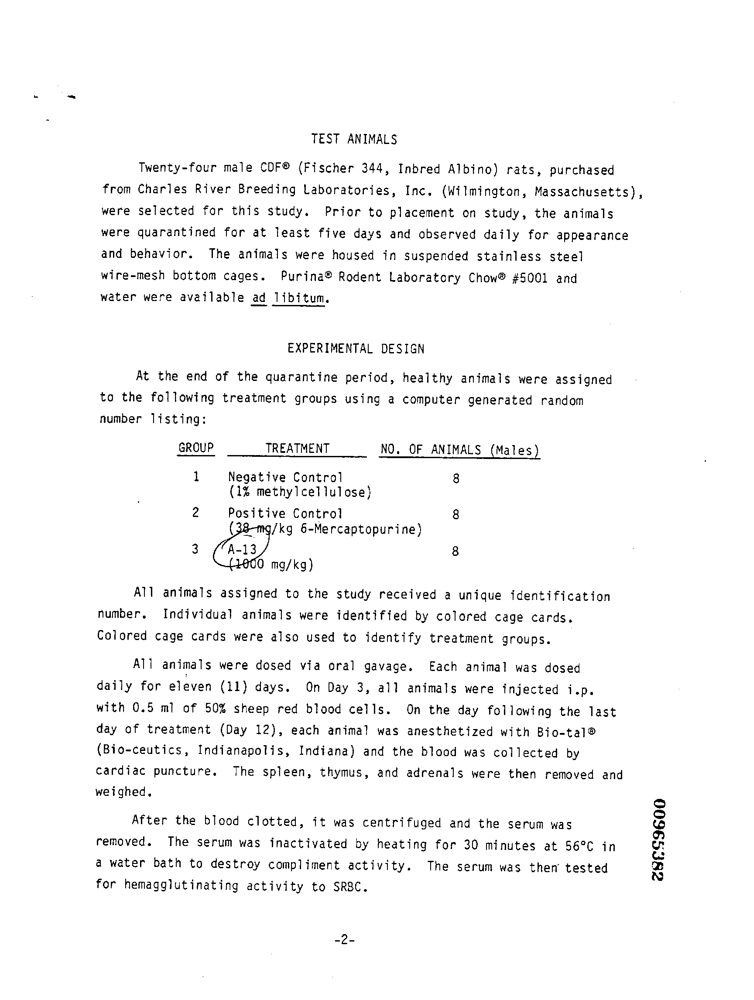 TEST ANIMALS
Twenty-four male CDF® (Fischer 344, Inbred Albino) rats, purchased
from Charles River Breeding Laboratories, Inc. (Wilmington, Massachusetts),
were selected for this study. Prior to placement on study, the animals
were quarantined for at least five days and observed daily for appearance
and behavior. The animals were housed in suspended stainless steel
wire-mesh bottom cages. Purina® Rodent Laboratory Chow® #5001 and
water were available ad libitum.
EXPERIMENTAL DESIGN
At the end of the quarantine period, healthy animals were assigned
to the following treatment groups using a computer generated random
number listing:
GROUP TREATMENT NO. OF ANIMALS (Males)
1 Negative Control 8
(1% methylcellulose)
2 Positive Control 8
(38 mg/kg 6-Mercaptopurine)
3 A-13 8
(1000 mg/kg)
All animals assigned to the study received a unique identification
number. Individual animals were identified by colored cage cards.
Colored cage cards were also used to identify treatment groups.
All animals were dosed via oral gavage. Each animal was dosed
daily for eleven (11) days. On Day 3, all animals were injected i.p.
with 0.5 ml of 50% sheep red blood cells. On the day following the last
day of treatment (Day 12), each animal was anesthetized with Bio-tal®
(Bio-ceutics, Indianapolis, Indiana) and the blood was collected by
cardiac puncture. The spleen, thymus, and adrenals were then removed and
weighed.
After the blood clotted, it was centrifuged and the serum was
removed. The serum was inactivated by heating for 30 minutes at 56°C in
a water bath to destroy compliment activity. The serum was then tested
for hemagglutinating activity to SRBC.
00965382
-2-